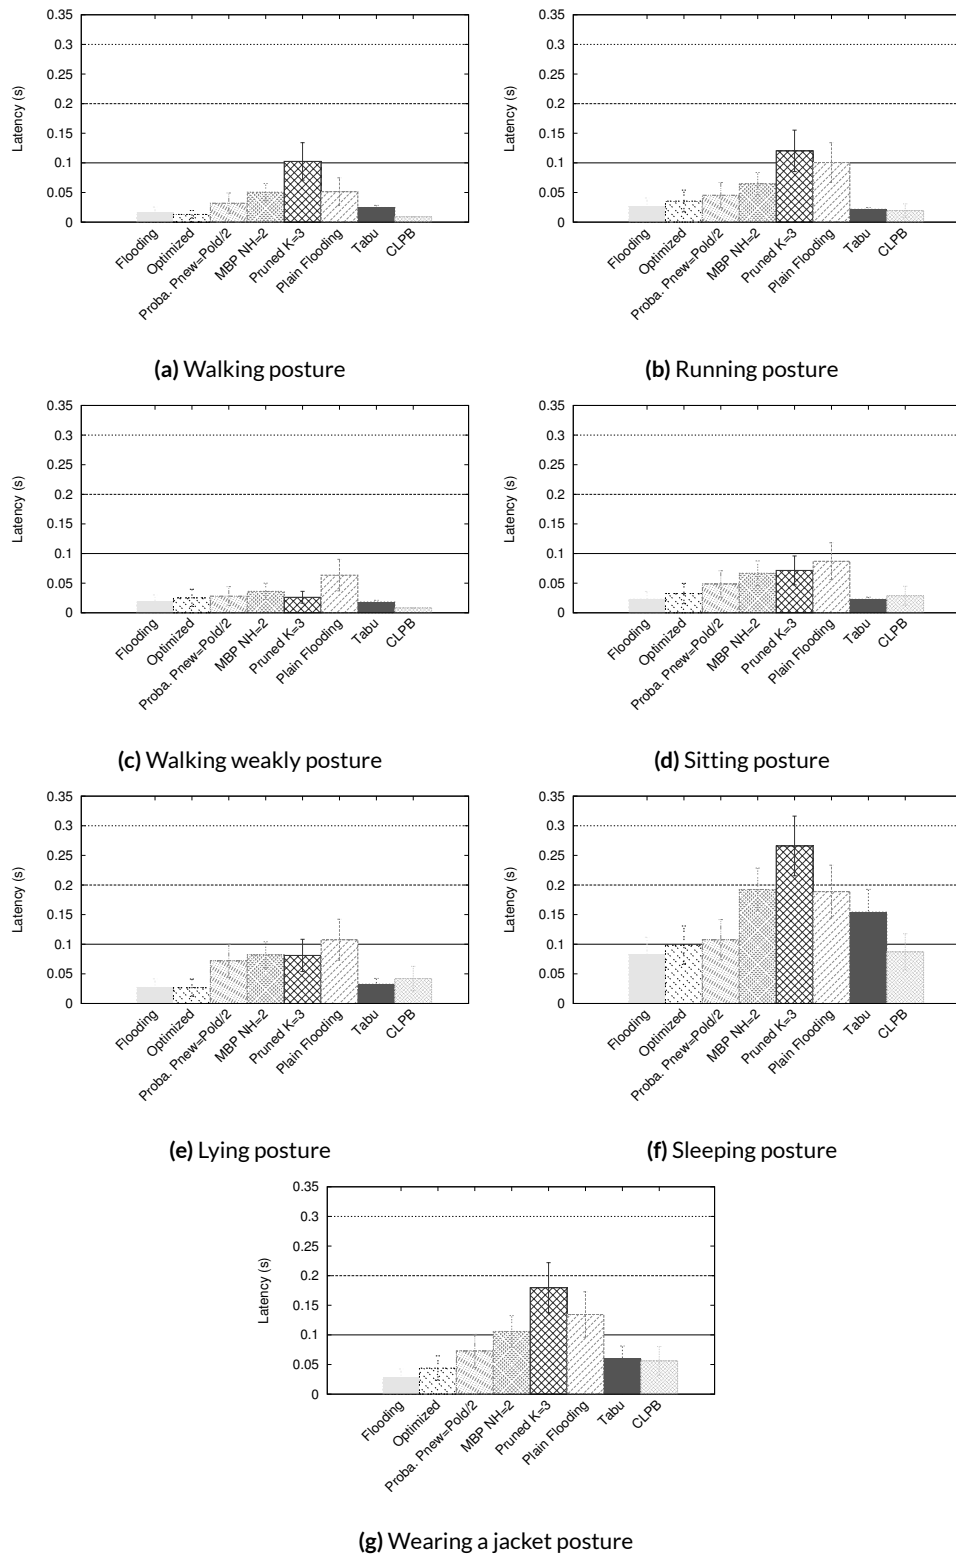 0.35
0.3
0.25
0.2
0.15
0.1
0.05
0
Latency (s)
Flooding
Optimized
Proba. Pnew=Pold/2
MBP NH=2
Pruned K=3
Plain Flooding
Tabu
CLPB
(a) Walking posture
0.35
0.3
0.25
0.2
0.15
0.1
0.05
0
Latency (s)
Flooding
Optimized
Proba. Pnew=Pold/2
MBP NH=2
Pruned K=3
Plain Flooding
Tabu
CLPB
(b) Running posture
0.35
0.3
0.25
0.2
0.15
0.1
0.05
0
Latency (s)
Flooding
Optimized
Proba. Pnew=Pold/2
MBP NH=2
Pruned K=3
Plain Flooding
Tabu
CLPB
(c) Walking weakly posture
0.35
0.3
0.25
0.2
0.15
0.1
0.05
0
Latency (s)
Flooding
Optimized
Proba. Pnew=Pold/2
MBP NH=2
Pruned K=3
Plain Flooding
Tabu
CLPB
(d) Sitting posture
0.35
0.3
0.25
0.2
0.15
0.1
0.05
0
Latency (s)
Flooding
Optimized
Proba. Pnew=Pold/2
MBP NH=2
Pruned K=3
Plain Flooding
Tabu
CLPB
(e) Lying posture
0.35
0.3
0.25
0.2
0.15
0.1
0.05
0
Latency (s)
Flooding
Optimized
Proba. Pnew=Pold/2
MBP NH=2
Pruned K=3
Plain Flooding
Tabu
CLPB
(f) Sleeping posture
0.35
0.3
0.25
0.2
0.15
0.1
0.05
0
Latency (s)
Flooding
Optimized
Proba. Pnew=Pold/2
MBP NH=2
Pruned K=3
Plain Flooding
Tabu
CLPB
(g) Wearing a jacket posture